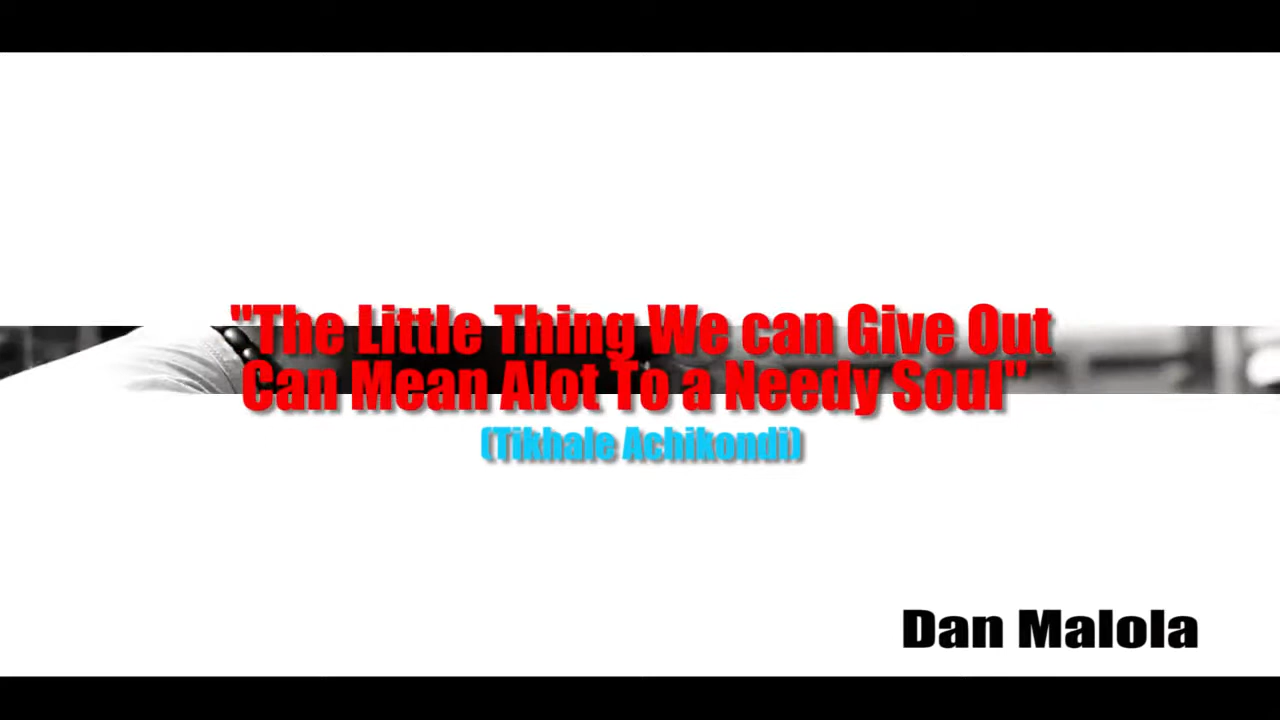 "The Little Thing We can Give Out
Can Mean Alot To a Needy Soul"
(Tikhale Achikondi)
Dan Malola